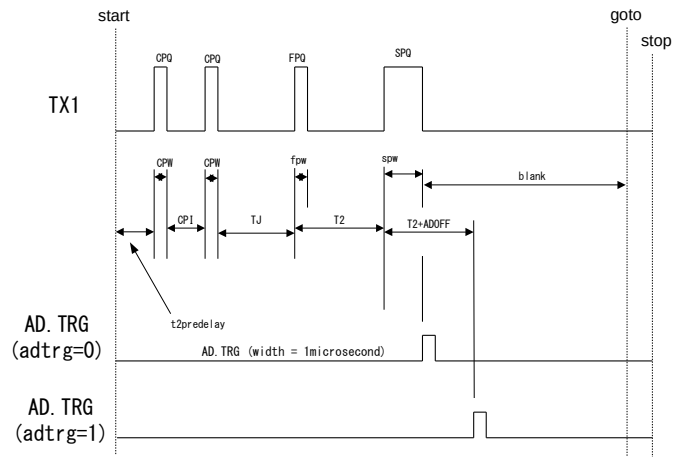 start
goto
stop
CPQ
CPQ
FPQ
SPQ
TX1
CPW
CPW
fpw
spw
blank
CPI
TJ
T2
T2+ADOFF
t2predelay
AD.TRG
(adtrg=0)
AD.TRG (width = 1microsecond)
AD.TRG
(adtrg=1)